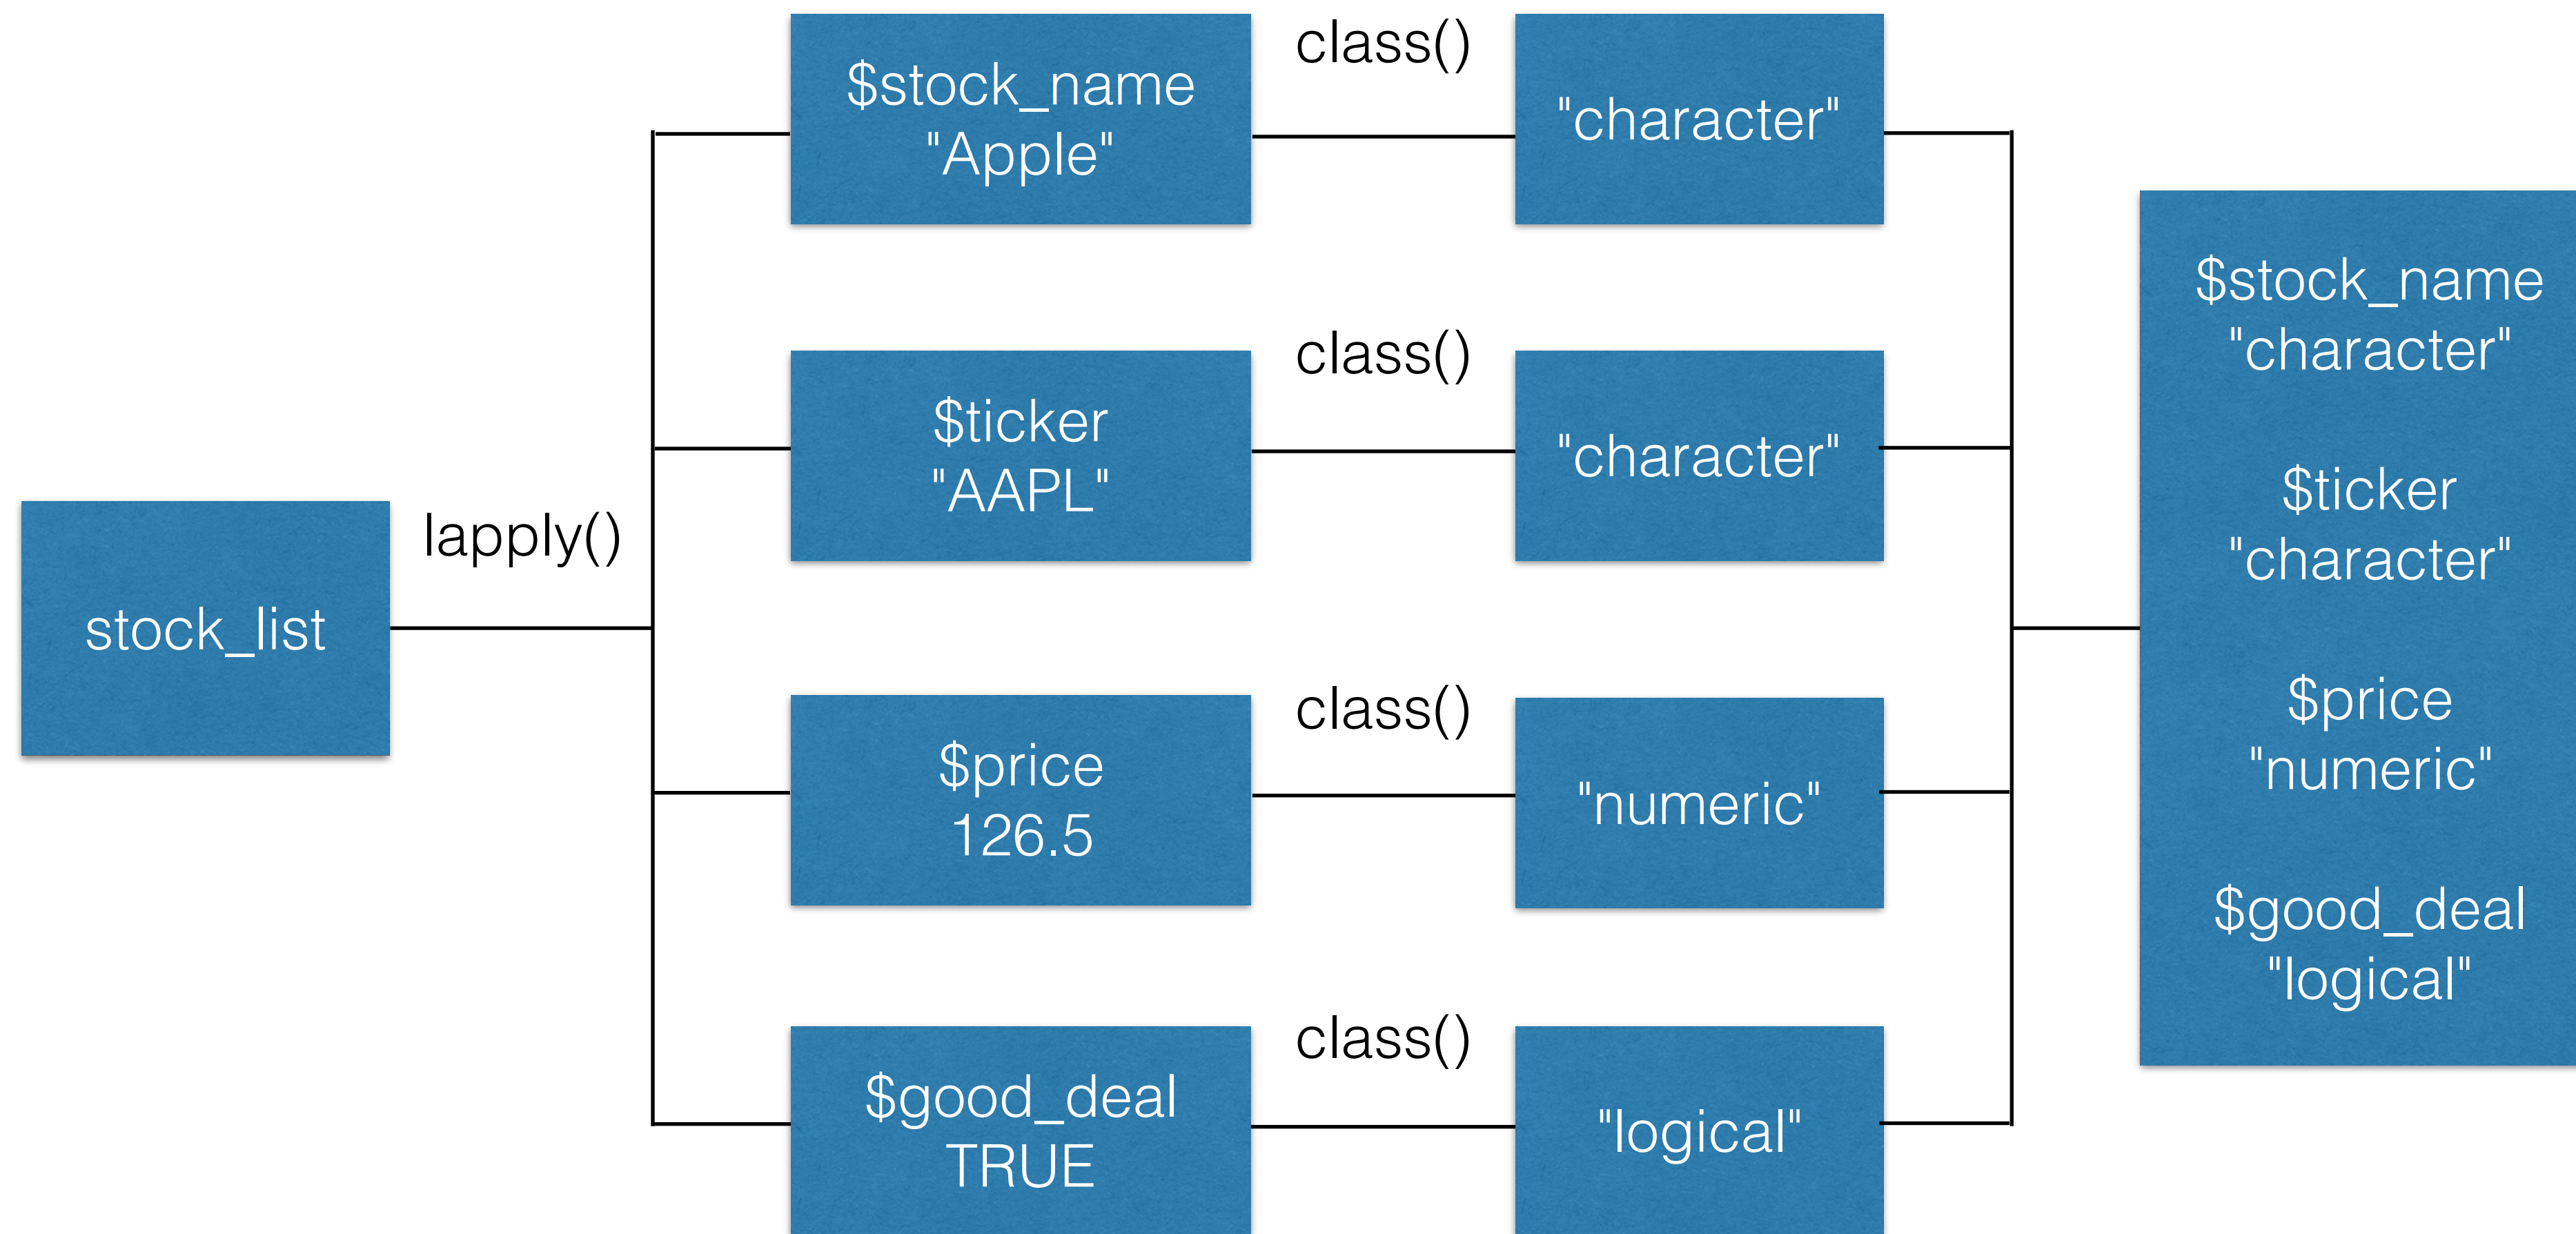 stock_list
lapply()
$stock_name
"Apple"
class()
"character"
$ticker
"AAPL"
class()
"character"
$price
126.5
class()
"numeric"
$good_deal
TRUE
class()
"logical"
$stock_name
"character"
$ticker
"character"
$price
"numeric"
$good_deal
"logical"